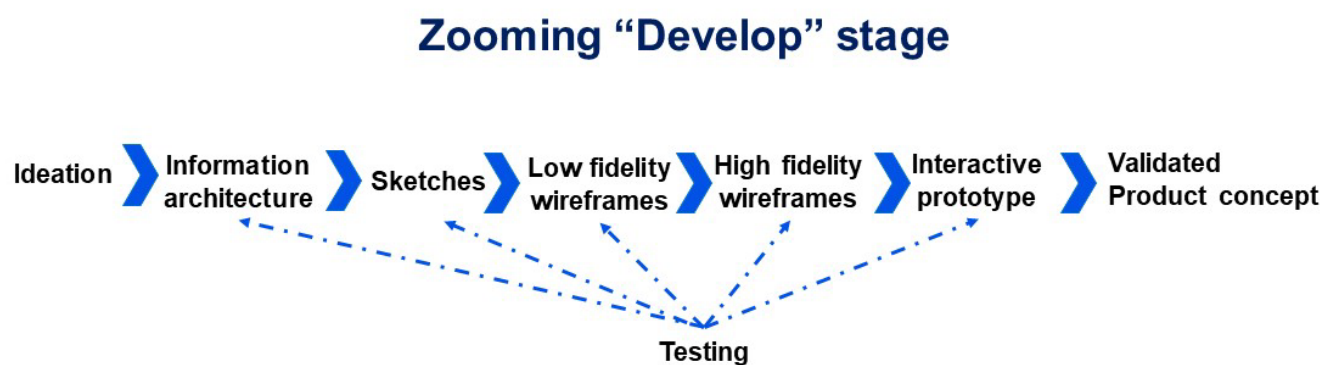 Zooming “Develop” stage
Ideation
Information
architecture
Sketches
Low fidelity
wireframes
High fidelity
wireframes
Interactive
prototype
Validated
Product concept
Testing